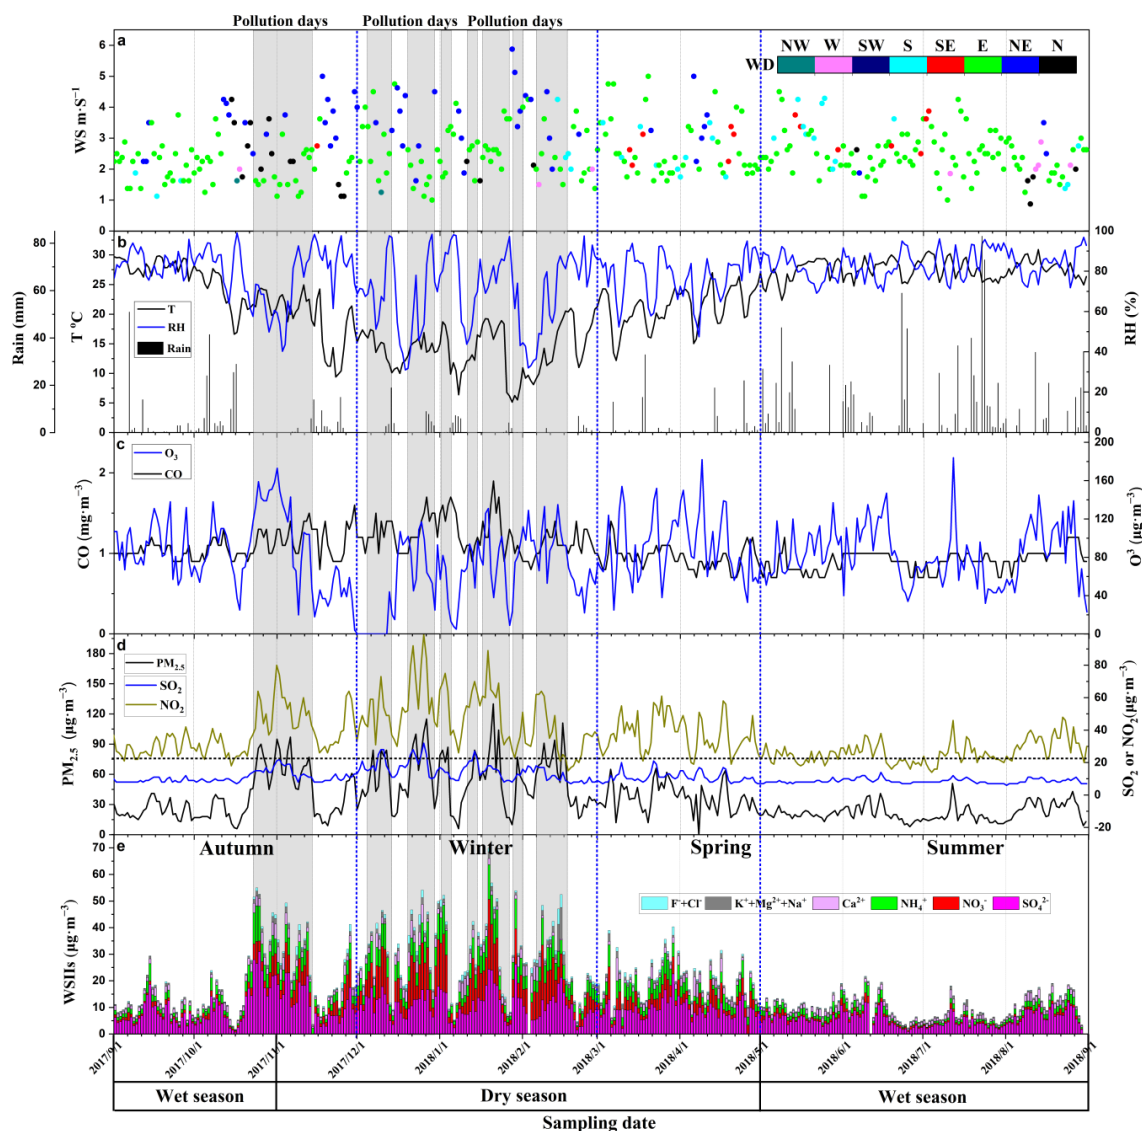 Pollution days Pollution days Pollution days
a
NW W SW S SE E NE N
WD
WS m·S⁻¹
6
5
4
3
2
1
0
b
T
RH
Rain
Rain (mm)
80
60
40
20
0
T ºC
30
25
20
15
10
5
0
RH (%)
100
80
60
40
20
0
c
O₃
CO
CO (mg·m⁻³)
2
1
0
O³ (μg·m⁻³)
200
160
120
80
40
0
d
PM₂.₅
SO₂
NO₂
PM₂.₅ (μg·m⁻³)
180
150
120
90
60
30
0
SO₂ or NO₂(μg·m⁻³)
80
60
40
20
0
-20
e
Autumn Winter Spring Summer
F⁻+Cl⁻ K⁺+Mg²⁺+Na⁺ Ca²⁺ NH₄⁺ NO₃⁻ SO₄²⁻
WSIIs (μg·m⁻³)
70
60
50
40
30
20
10
0
2017/9/1 2017/10/1 2017/11/1 2017/12/1 2018/1/1 2018/2/1 2018/3/1 2018/4/1 2018/5/1 2018/6/1 2018/7/1 2018/8/1 2018/9/1
Wet season Dry season Wet season
Sampling date